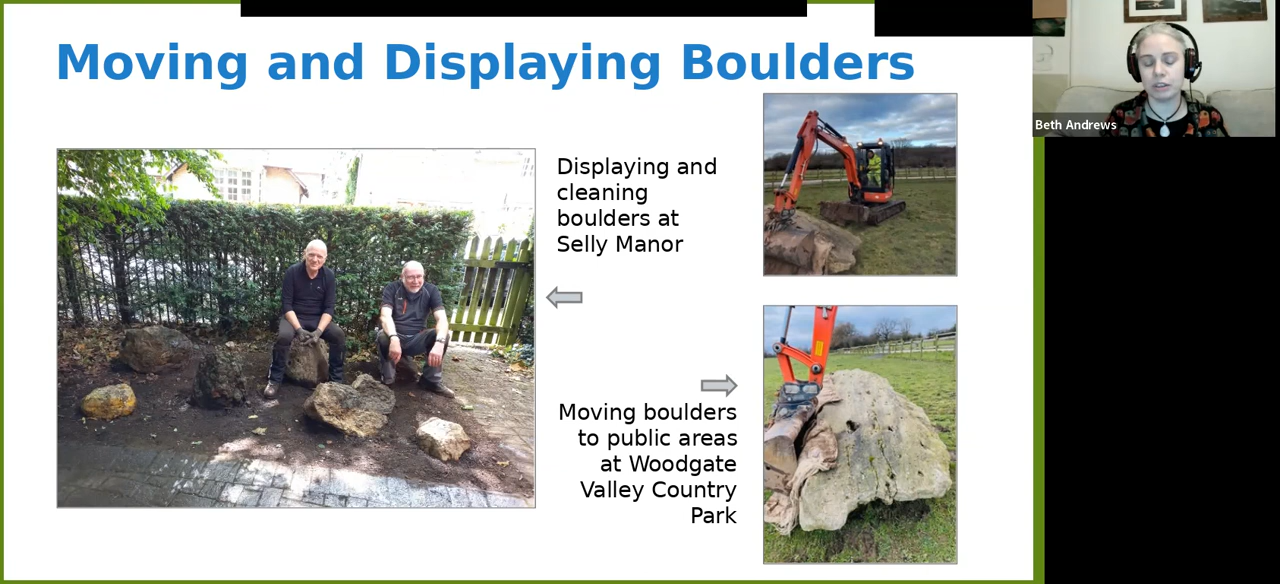 Moving and Displaying Boulders
Beth Andrews
Displaying and
cleaning
boulders at
Selly Manor
Moving boulders
to public areas
at Woodgate
Valley Country
Park